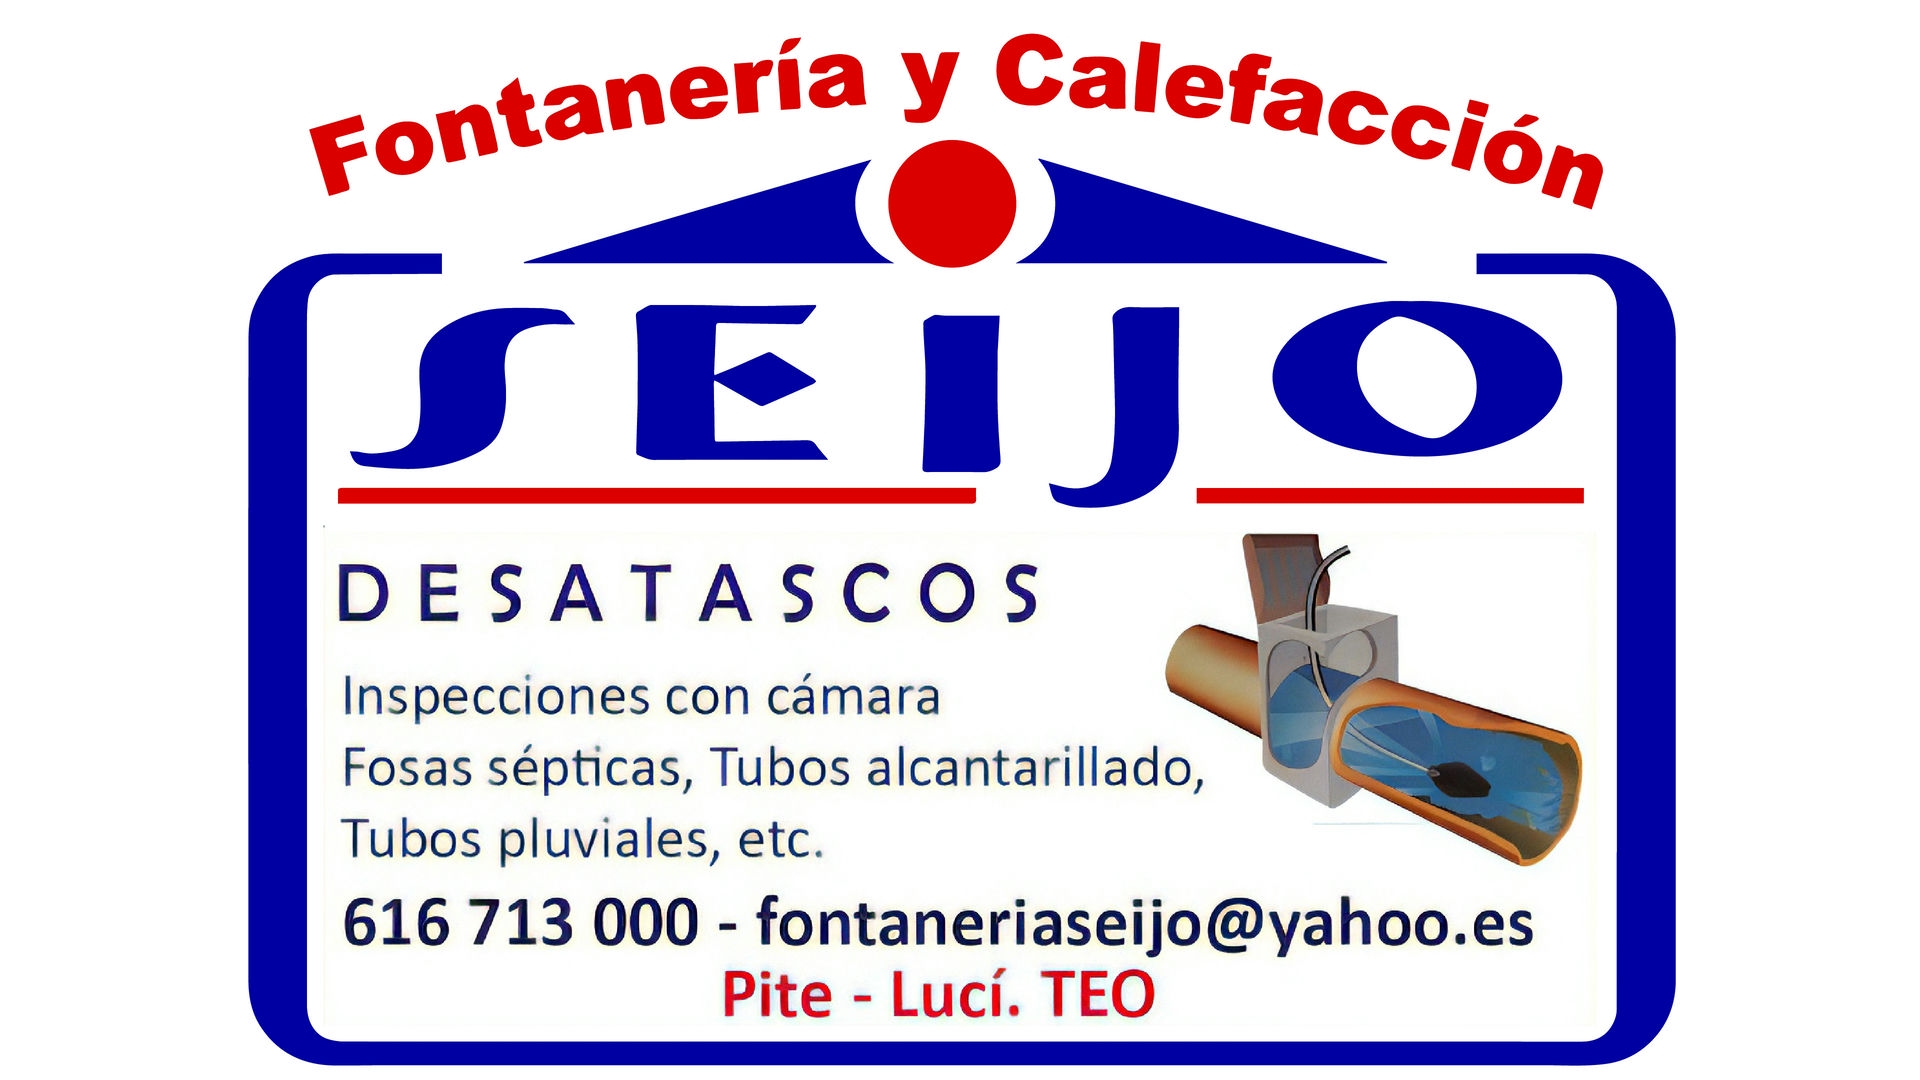 Fontanería y Calefacción
SEIJO
DESATASCOS
Inspecciones con cámara
Fosas sépticas, Tubos alcantarillado,
Tubos pluviales, etc.
616 713 000 - fontaneriaseijo@yahoo.es
Pite - Lucí. TEO